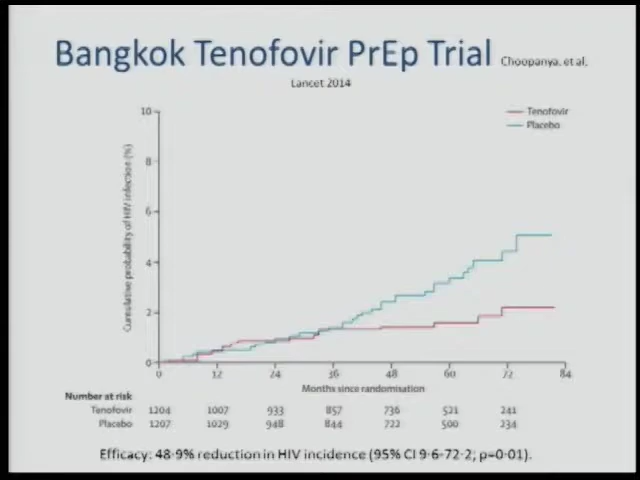 Bangkok Tenofovir PrEp Trial Choopanya, et al,
Lancet 2014
10
8
6
4
2
0
Cumulative probability of HIV infection (%)
Tenofovir
Placebo
0 12 24 36 48 60 72 84
Months since randomisation
Number at risk
Tenofovir 1204 1007 933 857 736 521 241
Placebo 1207 1029 948 844 722 500 234
Efficacy: 48·9% reduction in HIV incidence (95% CI 9·6-72·2; p=0·01).